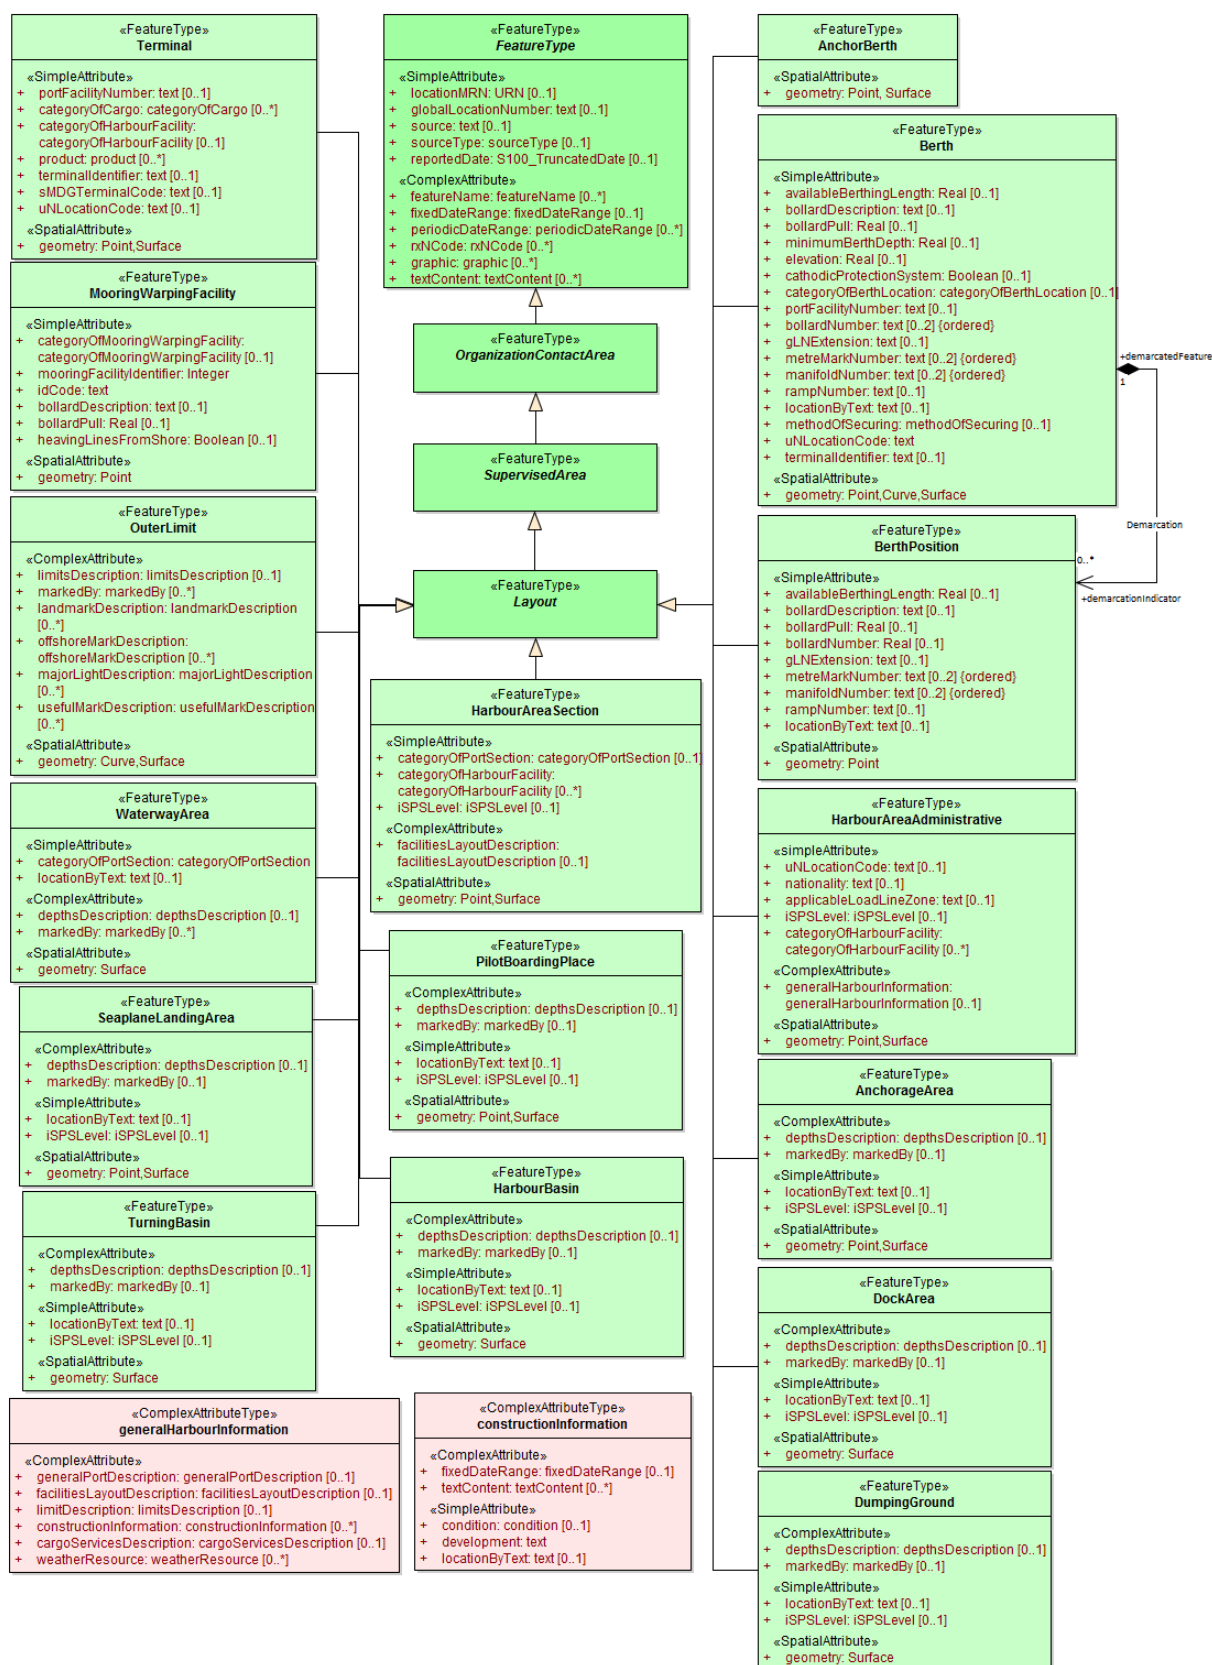 «FeatureType»
Terminal
«SimpleAttribute»
+ portFacilityNumber: text [0..1]
+ categoryOfCargo: categoryOfCargo [0..*]
+ categoryOfHarbourFacility:
categoryOfHarbourFacility [0..1]
+ product: product [0..*]
+ terminalIdentifier: text [0..1]
+ sMDGTerminalCode: text [0..1]
+ uNLocationCode: text [0..1]
«SpatialAttribute»
+ geometry: Point,Surface
«FeatureType»
MooringWarpingFacility
«SimpleAttribute»
+ categoryOfMooringWarpingFacility:
categoryOfMooringWarpingFacility [0..1]
+ mooringFacilityIdentifier: Integer
+ idCode: text
+ bollardDescription: text [0..1]
+ bollardPull: Real [0..1]
+ heavingLinesFromShore: Boolean [0..1]
«SpatialAttribute»
+ geometry: Point
«FeatureType»
OuterLimit
«ComplexAttribute»
+ limitsDescription: limitsDescription [0..1]
+ markedBy: markedBy [0..*]
+ landmarkDescription: landmarkDescription
[0..*]
+ offshoreMarkDescription:
offshoreMarkDescription [0..*]
+ majorLightDescription: majorLightDescription
[0..*]
+ usefulMarkDescription: usefulMarkDescription
[0..*]
«SpatialAttribute»
+ geometry: Curve,Surface
«FeatureType»
WaterwayArea
«SimpleAttribute»
+ categoryOfPortSection: categoryOfPortSection
+ locationByText: text [0..1]
«ComplexAttribute»
+ depthsDescription: depthsDescription [0..1]
+ markedBy: markedBy [0..*]
«SpatialAttribute»
+ geometry: Surface
«FeatureType»
SeaplaneLandingArea
«ComplexAttribute»
+ depthsDescription: depthsDescription [0..1]
+ markedBy: markedBy [0..1]
«SimpleAttribute»
+ locationByText: text [0..1]
+ iSPSLevel: iSPSLevel [0..1]
«SpatialAttribute»
+ geometry: Point,Surface
«FeatureType»
TurningBasin
«ComplexAttribute»
+ depthsDescription: depthsDescription [0..1]
+ markedBy: markedBy [0..1]
«SimpleAttribute»
+ locationByText: text [0..1]
+ iSPSLevel: iSPSLevel [0..1]
«SpatialAttribute»
+ geometry: Surface
«ComplexAttributeType»
generalHarbourInformation
«ComplexAttribute»
+ generalPortDescription: generalPortDescription [0..1]
+ facilitiesLayoutDescription: facilitiesLayoutDescription [0..1]
+ limitDescription: limitsDescription [0..1]
+ constructionInformation: constructionInformation [0..*]
+ cargoServicesDescription: cargoServicesDescription [0..1]
+ weatherResource: weatherResource [0..*]
«FeatureType»
FeatureType
«SimpleAttribute»
+ locationMRN: URN [0..1]
+ globalLocationNumber: text [0..1]
+ source: text [0..1]
+ sourceType: sourceType [0..1]
+ reportedDate: S100_TruncatedDate [0..1]
«ComplexAttribute»
+ featureName: featureName [0..*]
+ fixedDateRange: fixedDateRange [0..1]
+ periodicDateRange: periodicDateRange [0..*]
+ rxNCode: rxNCode [0..*]
+ graphic: graphic [0..*]
+ textContent: textContent [0..*]
«FeatureType»
OrganizationContactArea
«FeatureType»
SupervisedArea
«FeatureType»
Layout
«FeatureType»
HarbourAreaSection
«SimpleAttribute»
+ categoryOfPortSection: categoryOfPortSection [0..1]
+ categoryOfHarbourFacility:
categoryOfHarbourFacility [0..*]
+ iSPSLevel: iSPSLevel [0..1]
«ComplexAttribute»
+ facilitiesLayoutDescription:
facilitiesLayoutDescription [0..1]
«SpatialAttribute»
+ geometry: Point,Surface
«FeatureType»
PilotBoardingPlace
«ComplexAttribute»
+ depthsDescription: depthsDescription [0..1]
+ markedBy: markedBy [0..1]
«SimpleAttribute»
+ locationByText: text [0..1]
+ iSPSLevel: iSPSLevel [0..1]
«SpatialAttribute»
+ geometry: Point,Surface
«FeatureType»
HarbourBasin
«ComplexAttribute»
+ depthsDescription: depthsDescription [0..1]
+ markedBy: markedBy [0..1]
«SimpleAttribute»
+ locationByText: text [0..1]
+ iSPSLevel: iSPSLevel [0..1]
«SpatialAttribute»
+ geometry: Surface
«ComplexAttributeType»
constructionInformation
«ComplexAttribute»
+ fixedDateRange: fixedDateRange [0..1]
+ textContent: textContent [0..*]
«SimpleAttribute»
+ condition: condition [0..1]
+ development: text
+ locationByText: text [0..1]
«FeatureType»
AnchorBerth
«SpatialAttribute»
+ geometry: Point, Surface
«FeatureType»
Berth
«SimpleAttribute»
+ availableBerthingLength: Real [0..1]
+ bollardDescription: text [0..1]
+ bollardPull: Real [0..1]
+ minimumBerthDepth: Real [0..1]
+ elevation: Real [0..1]
+ cathodicProtectionSystem: Boolean [0..1]
+ categoryOfBerthLocation: categoryOfBerthLocation [0..1]
+ portFacilityNumber: text [0..1]
+ bollardNumber: text [0..2] {ordered}
+ gLNExtension: text [0..1]
+ metreMarkNumber: text [0..2] {ordered}
+ manifoldNumber: text [0..2] {ordered}
+ rampNumber: text [0..1]
+ locationByText: text [0..1]
+ methodOfSecuring: methodOfSecuring [0..1]
+ uNLocationCode: text
+ terminalIdentifier: text [0..1]
«SpatialAttribute»
+ geometry: Point,Curve,Surface
+demarcatedFeature
1
Demarcation
0..*
+demarcationIndicator
«FeatureType»
BerthPosition
«SimpleAttribute»
+ availableBerthingLength: Real [0..1]
+ bollardDescription: text [0..1]
+ bollardPull: Real [0..1]
+ bollardNumber: Real [0..1]
+ gLNExtension: text [0..1]
+ metreMarkNumber: text [0..2] {ordered}
+ manifoldNumber: text [0..2] {ordered}
+ rampNumber: text [0..1]
+ locationByText: text [0..1]
«SpatialAttribute»
+ geometry: Point
«FeatureType»
HarbourAreaAdministrative
«simpleAttribute»
+ uNLocationCode: text [0..1]
+ nationality: text [0..1]
+ applicableLoadLineZone: text [0..1]
+ iSPSLevel: iSPSLevel [0..1]
+ categoryOfHarbourFacility:
categoryOfHarbourFacility [0..*]
«ComplexAttribute»
+ generalHarbourInformation:
generalHarbourInformation [0..1]
«SpatialAttribute»
+ geometry: Point,Surface
«FeatureType»
AnchorageArea
«ComplexAttribute»
+ depthsDescription: depthsDescription [0..1]
+ markedBy: markedBy [0..1]
«SimpleAttribute»
+ locationByText: text [0..1]
+ iSPSLevel: iSPSLevel [0..1]
«SpatialAttribute»
+ geometry: Point,Surface
«FeatureType»
DockArea
«ComplexAttribute»
+ depthsDescription: depthsDescription [0..1]
+ markedBy: markedBy [0..1]
«SimpleAttribute»
+ locationByText: text [0..1]
+ iSPSLevel: iSPSLevel [0..1]
«SpatialAttribute»
+ geometry: Surface
«FeatureType»
DumpingGround
«ComplexAttribute»
+ depthsDescription: depthsDescription [0..1]
+ markedBy: markedBy [0..1]
«SimpleAttribute»
+ locationByText: text [0..1]
+ iSPSLevel: iSPSLevel [0..1]
«SpatialAttribute»
+ geometry: Surface